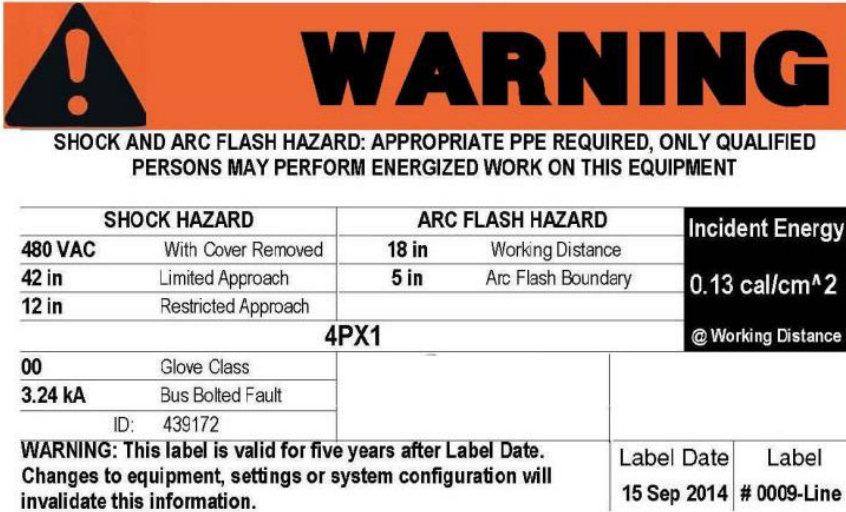 WARNING
SHOCK AND ARC FLASH HAZARD: APPROPRIATE PPE REQUIRED, ONLY QUALIFIED
PERSONS MAY PERFORM ENERGIZED WORK ON THIS EQUIPMENT
SHOCK HAZARD ARC FLASH HAZARD Incident Energy
480 VAC With Cover Removed 18 in Working Distance
42 in Limited Approach 5 in Arc Flash Boundary 0.13 cal/cm^2
12 in Restricted Approach
4PX1 @ Working Distance
00 Glove Class
3.24 kA Bus Bolted Fault
ID: 439172
WARNING: This label is valid for five years after Label Date.
Changes to equipment, settings or system configuration will
invalidate this information.
Label Date Label
15 Sep 2014 # 0009-Line